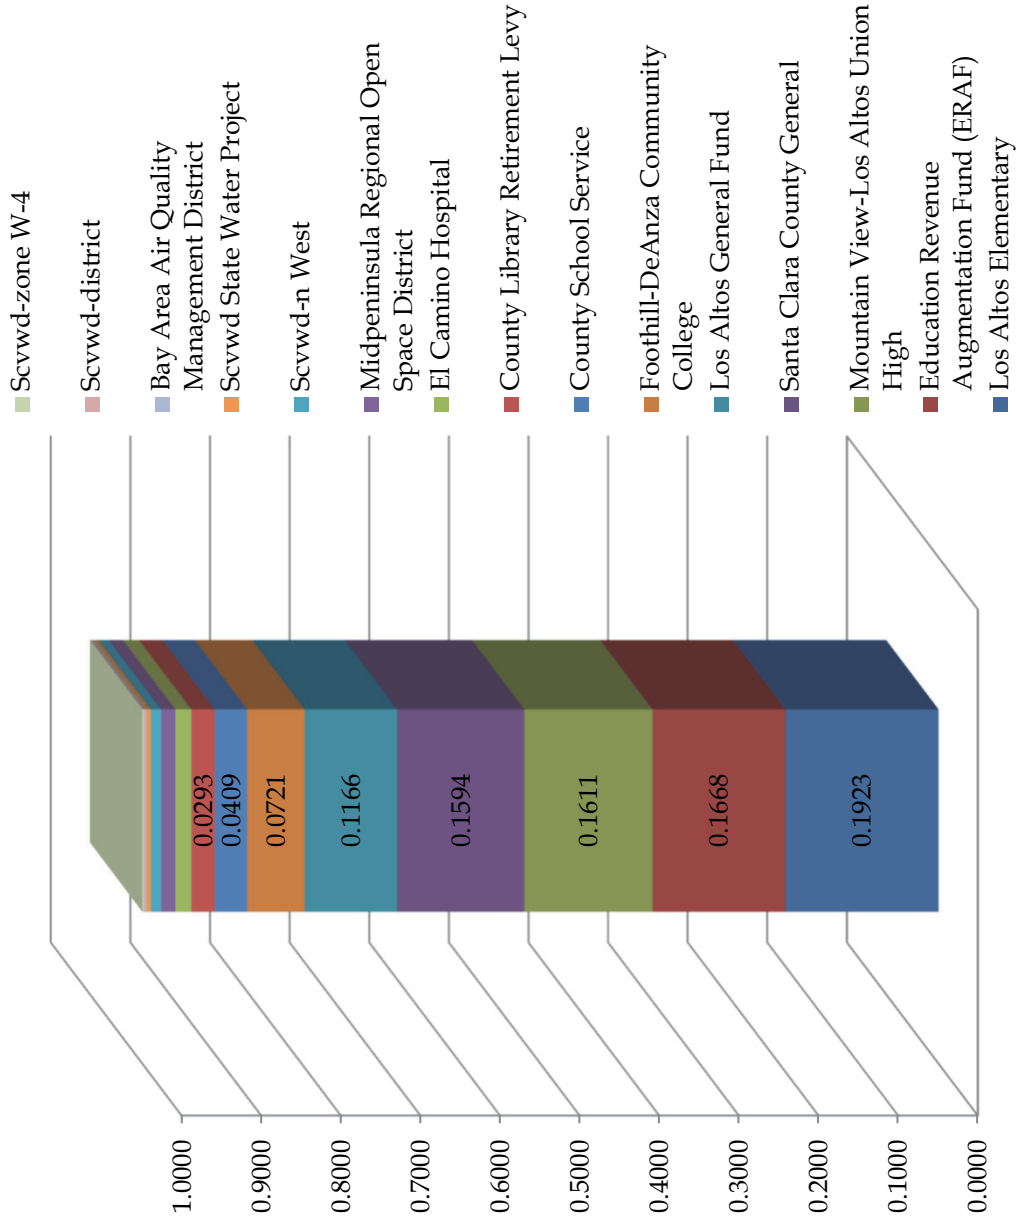 Scvwd-zone W-4
Scvwd-district
Bay Area Air Quality
Management District
Scvwd State Water Project
Scvwd-n West
Midpeninsula Regional Open
Space District
El Camino Hospital
County Library Retirement Levy
County School Service
Foothill-DeAnza Community
College
Los Altos General Fund
Santa Clara County General
Mountain View-Los Altos Union
High
Education Revenue
Augmentation Fund (ERAF)
Los Altos Elementary
0.0293
0.0409
0.0721
0.1166
0.1594
0.1611
0.1668
0.1923
1.0000
0.9000
0.8000
0.7000
0.6000
0.5000
0.4000
0.3000
0.2000
0.1000
0.0000